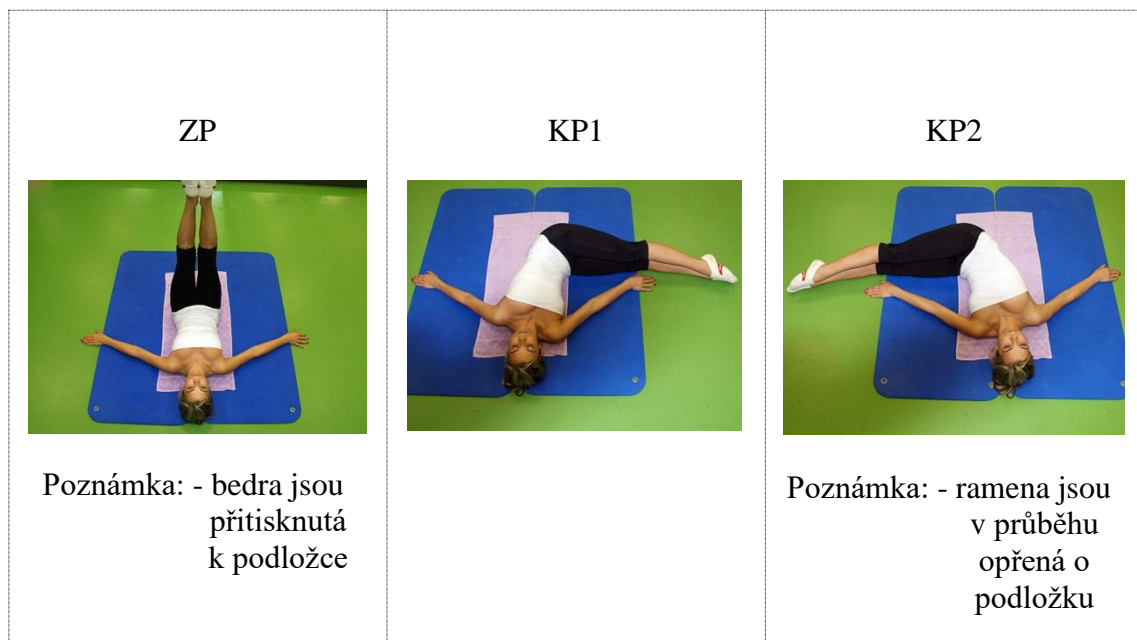 ZP
KP1
KP2
Poznámka: - bedra jsou
přitisknutá
k podložce
Poznámka: - ramena jsou
v průběhu
opřená o
podložku